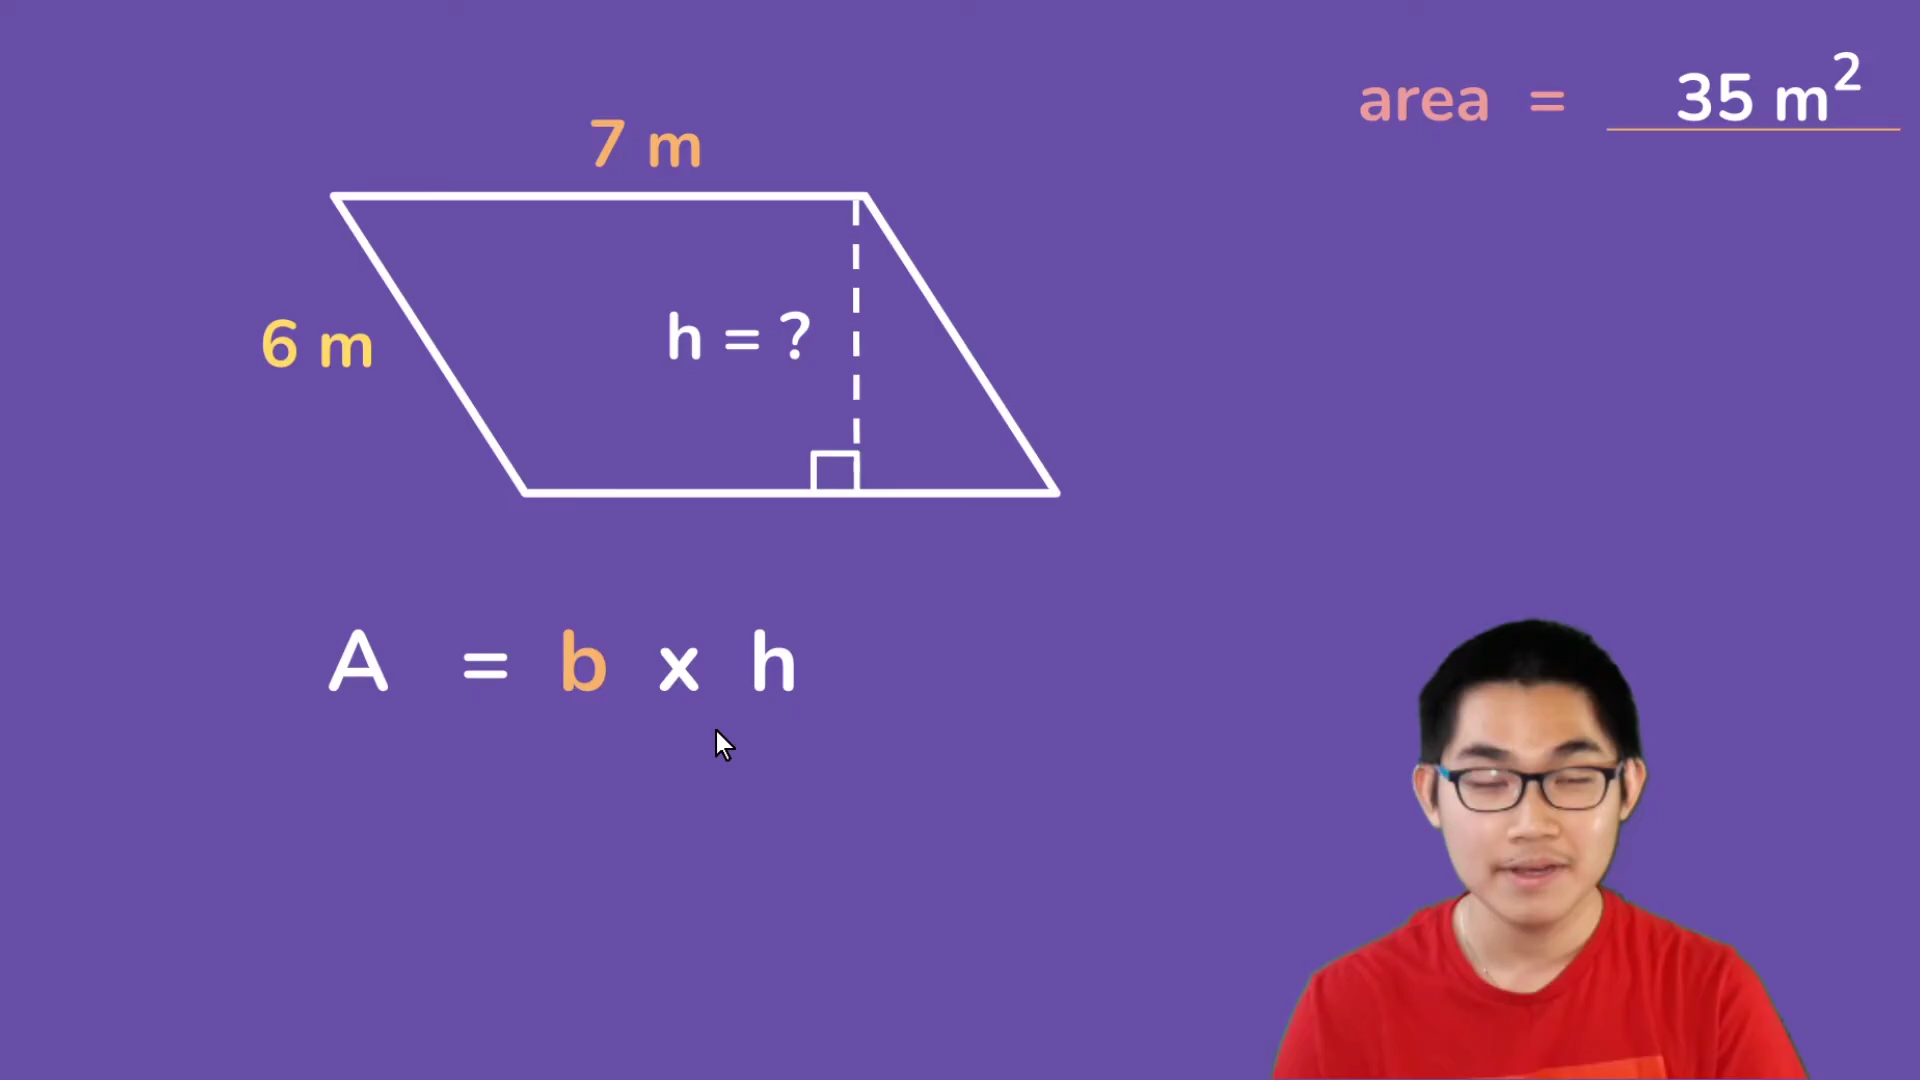 area = 35 m²
7 m
h = ?
6 m
A = b x h